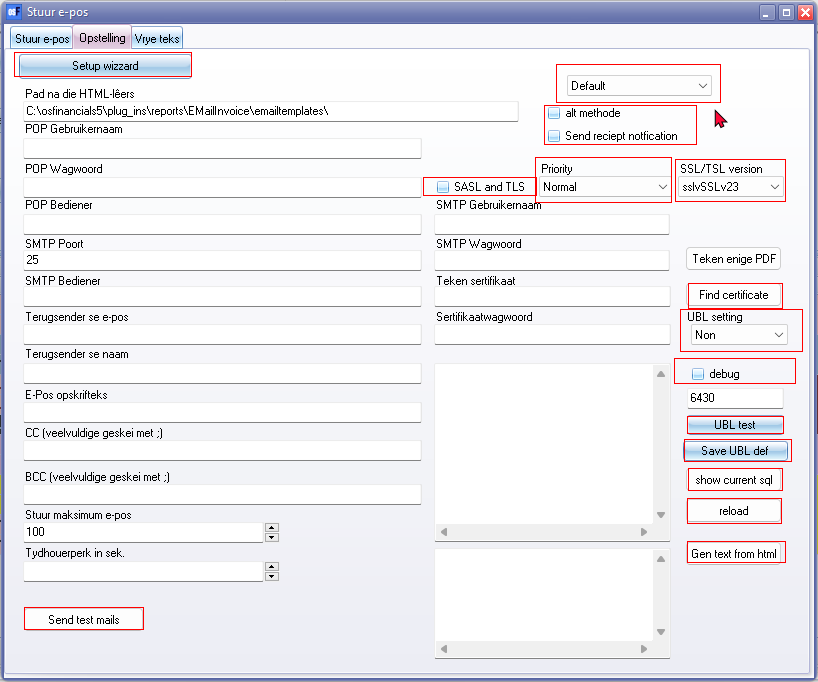 Stuur e-pos
Stuur e-pos
Opstelling
Vrye teks
Setup wizzard
Default
Pad na die HTML-lêers
C:\osfinancials5\plug_ins\reports\EMailInvoice\emailtemplates\
alt methode
Send reciept notfication
POP Gebruikernaam
POP Wagwoord
SASL and TLS
Priority
Normal
SSL/TSL version
sslvSSLv23
POP Bediener
SMTP Gebruikernaam
SMTP Poort
25
SMTP Wagwoord
Teken enige PDF
SMTP Bediener
Teken sertifikaat
Find certificate
Terugsender se e-pos
Sertifikaatwagwoord
UBL setting
Non
Terugsender se naam
debug
E-Pos opskrifteks
6430
UBL test
CC (veelvuldige geskei met ;)
Save UBL def
BCC (veelvuldige geskei met ;)
show current sql
Stuur maksimum e-pos
100
reload
Tydhouerperk in sek.
Gen text from html
Send test mails